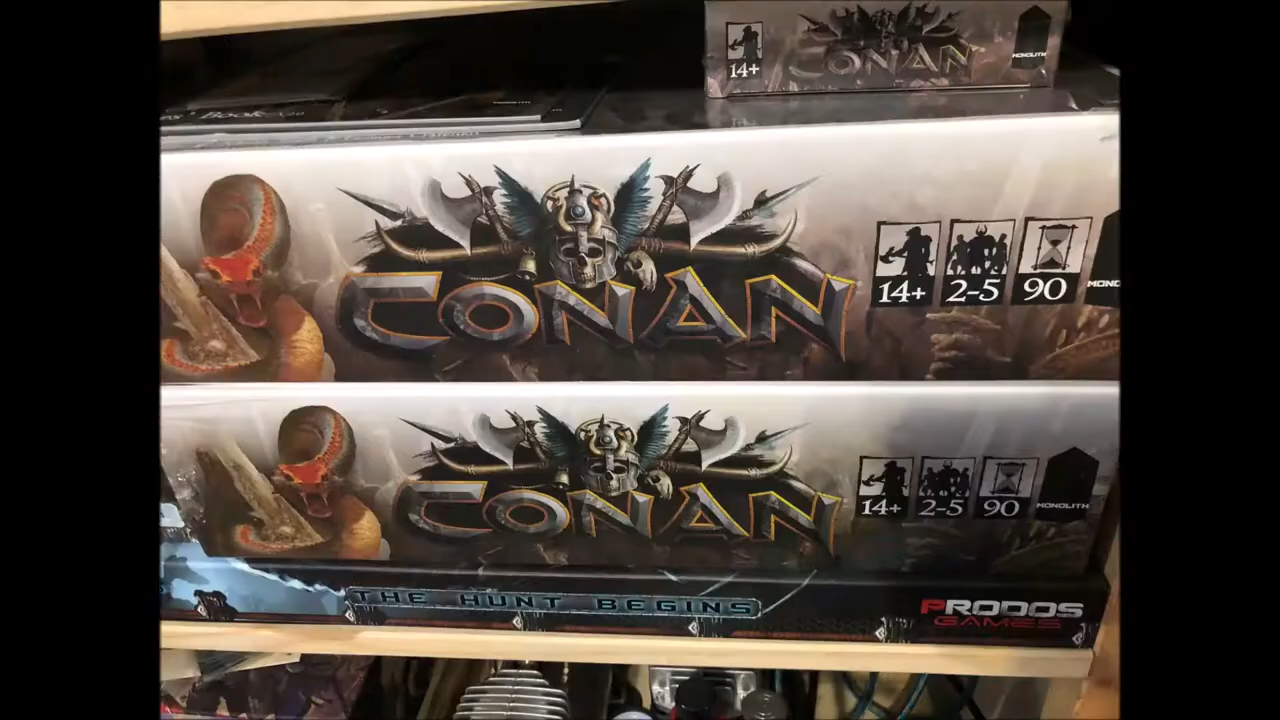 14+
CONAN
MONOLITH
Book
CONAN
14+
2-5
90
MONO
CONAN
14+
2-5
90
MONOLITH
THE HUNT BEGINS
PRODOS
GAMES